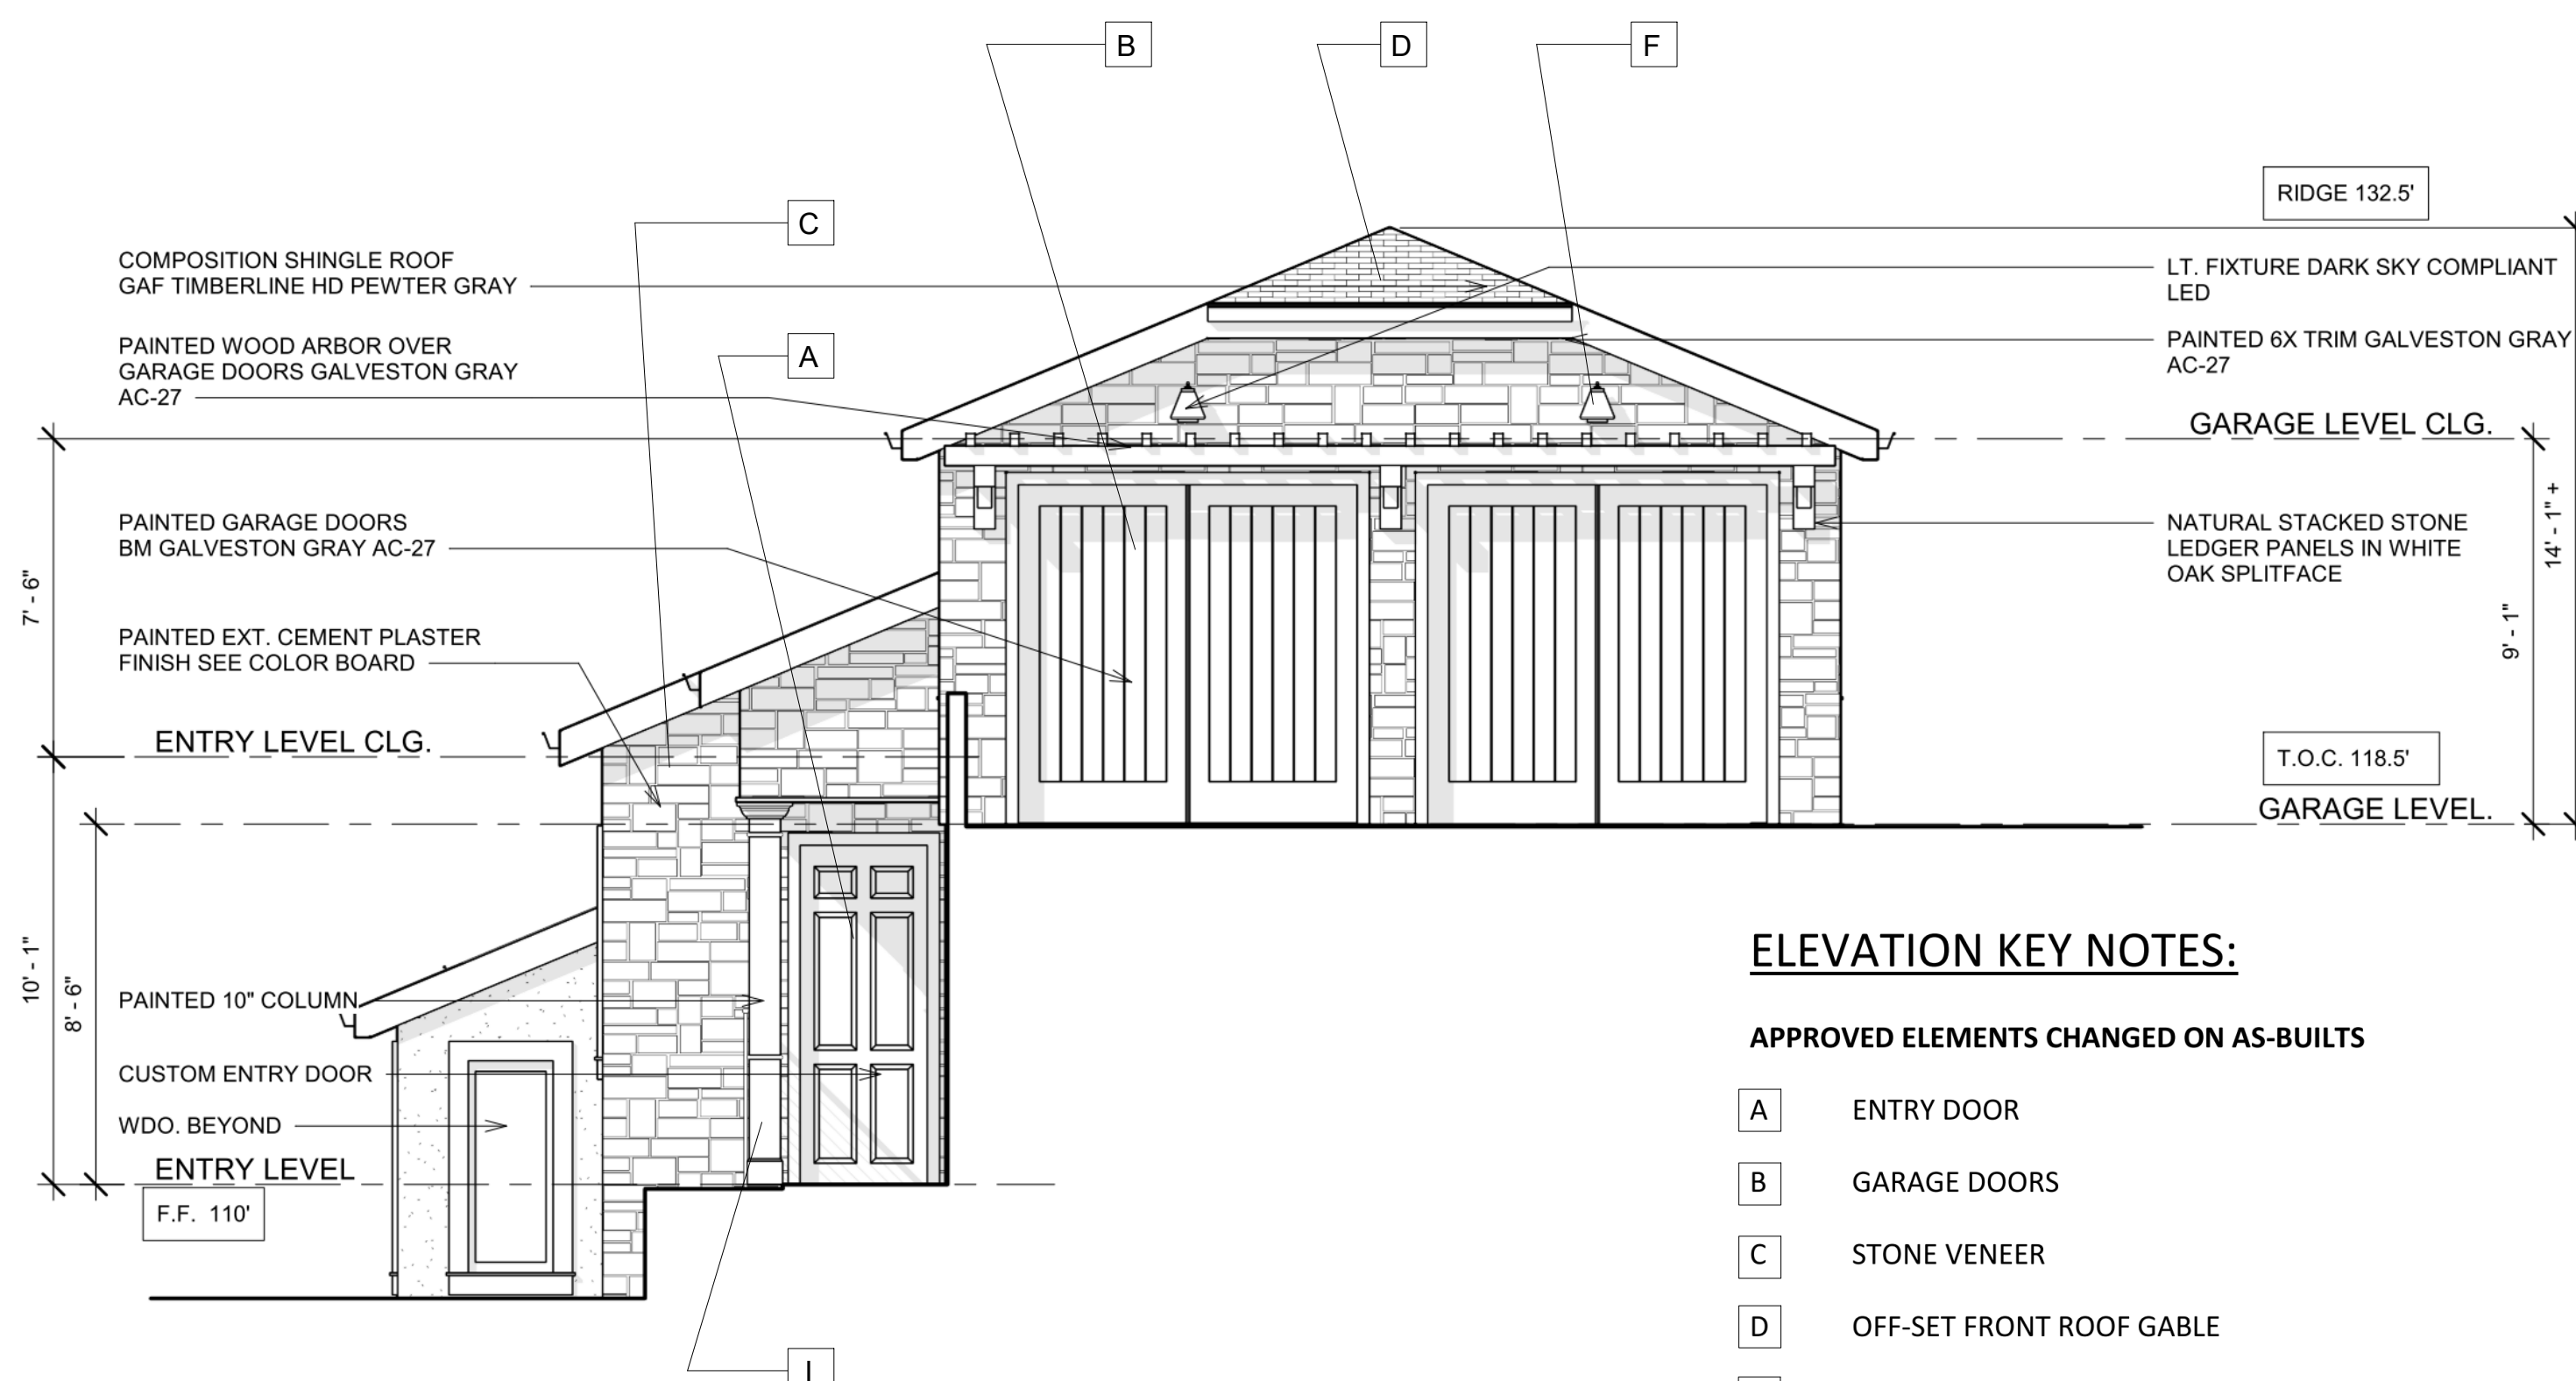 B
D
F
RIDGE 132.5'
C
COMPOSITION SHINGLE ROOF
GAF TIMBERLINE HD PEWTER GRAY
LT. FIXTURE DARK SKY COMPLIANT
LED
PAINTED WOOD ARBOR OVER
GARAGE DOORS GALVESTON GRAY
AC-27
A
PAINTED 6X TRIM GALVESTON GRAY
AC-27
GARAGE LEVEL CLG.
PAINTED GARAGE DOORS
BM GALVESTON GRAY AC-27
NATURAL STACKED STONE
LEDGER PANELS IN WHITE
OAK SPLITFACE
14' - 1" +
7' - 6"
9' - 1"
PAINTED EXT. CEMENT PLASTER
FINISH SEE COLOR BOARD
ENTRY LEVEL CLG.
T.O.C. 118.5'
GARAGE LEVEL.
10' - 1"
8' - 6"
PAINTED 10" COLUMN
CUSTOM ENTRY DOOR
WDO. BEYOND
ENTRY LEVEL
F.F. 110'
ELEVATION KEY NOTES:
APPROVED ELEMENTS CHANGED ON AS-BUILTS
A ENTRY DOOR
B GARAGE DOORS
C STONE VENEER
D OFF-SET FRONT ROOF GABLE